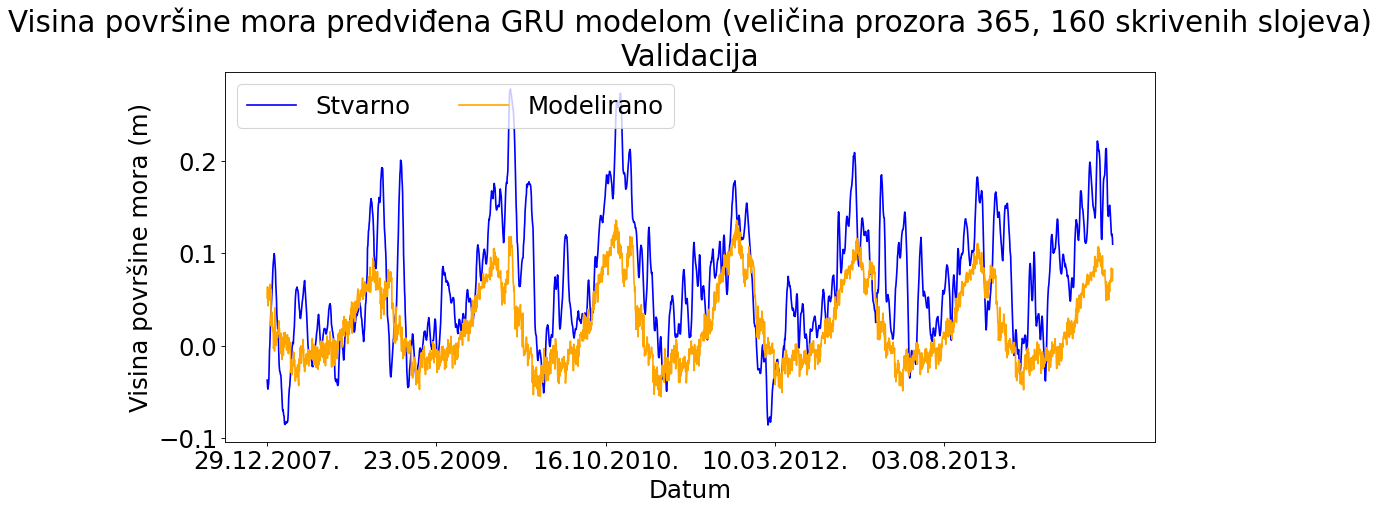 Visina površine mora predviđena GRU modelom (veličina prozora 365, 160 skrivenih slojeva)
Validacija
Stvarno
Modelirano
Visina površine mora (m)
0.2
0.1
0.0
−0.1
29.12.2007.
23.05.2009.
16.10.2010.
10.03.2012.
03.08.2013.
Datum